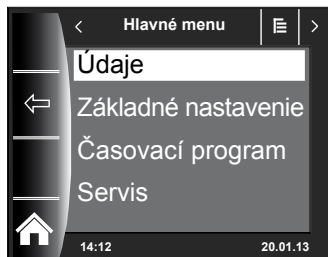 Hlavné menu
Údaje
Základné nastavenie
Časovací program
Servis
14:12 20.01.13